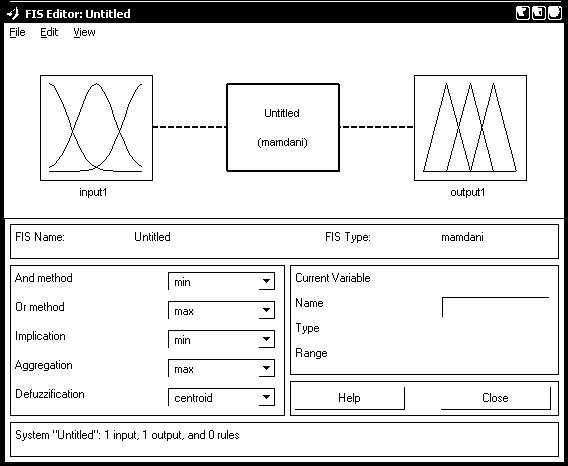 FIS Editor: Untitled
File Edit View
Untitled
(mamdani)
input1
output1
FIS Name: Untitled FIS Type: mamdani
And method min
Or method max
Implication min
Aggregation max
Defuzzification centroid
Current Variable
Name
Type
Range
Help Close
System "Untitled": 1 input, 1 output, and 0 rules